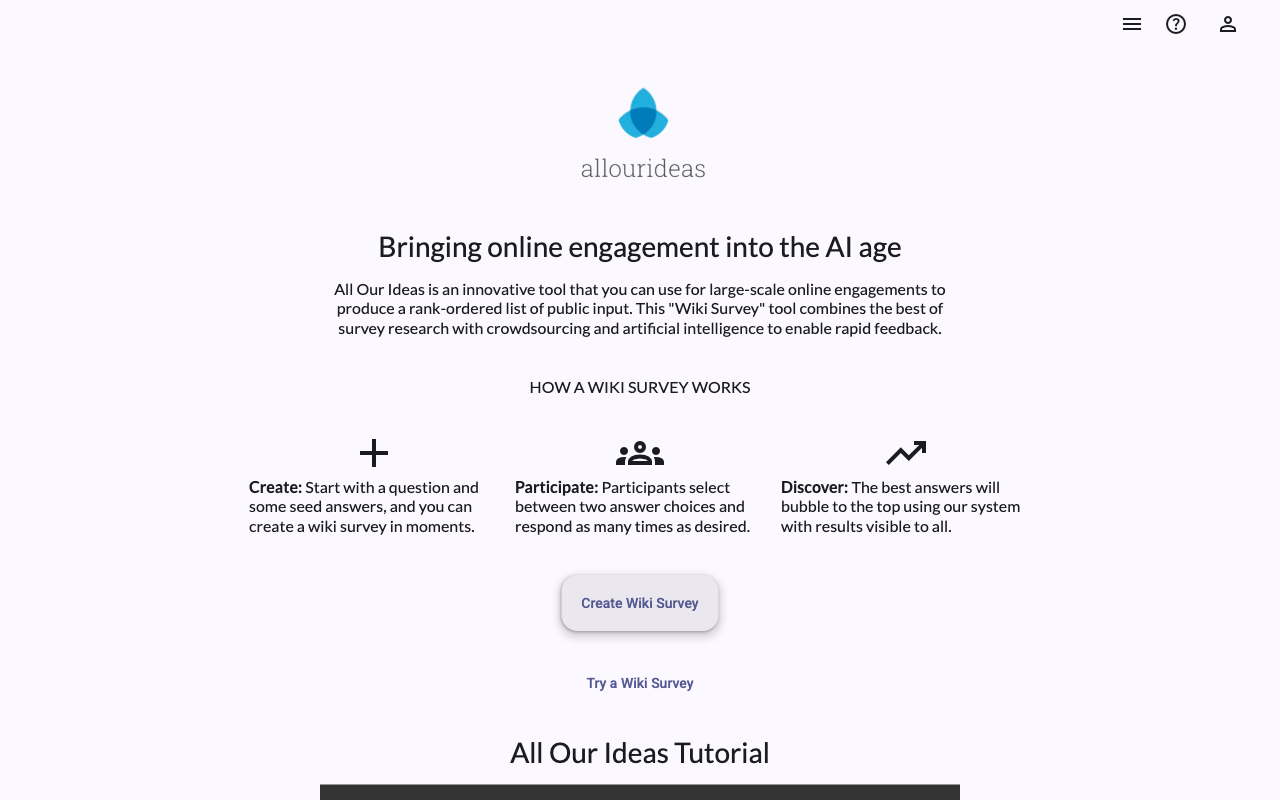 allourideas
Bringing online engagement into the AI age
All Our Ideas is an innovative tool that you can use for large-scale online engagements to
produce a rank-ordered list of public input. This "Wiki Survey" tool combines the best of
survey research with crowdsourcing and artificial intelligence to enable rapid feedback.
HOW A WIKI SURVEY WORKS
Create: Start with a question and
some seed answers, and you can
create a wiki survey in moments.
Participate: Participants select
between two answer choices and
respond as many times as desired.
Discover: The best answers will
bubble to the top using our system
with results visible to all.
Create Wiki Survey
Try a Wiki Survey
All Our Ideas Tutorial